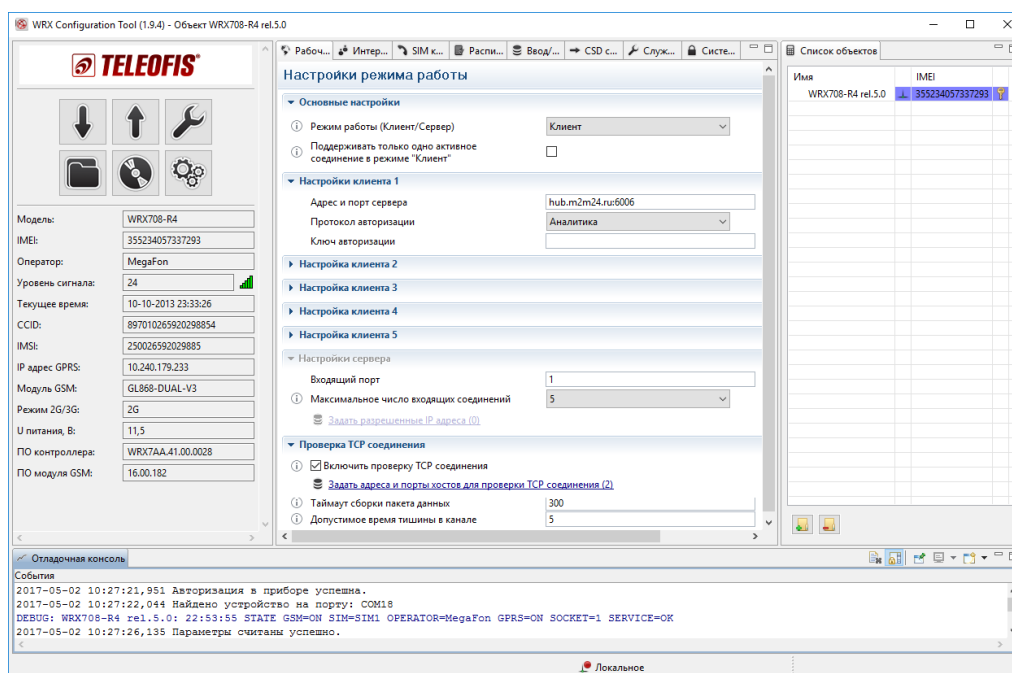 WRX Configuration Tool (1.9.4) - Объект WRX708-R4 rel.5.0
TELEOFIS
Модель: WRX708-R4
IMEI: 355234057337293
Оператор: MegaFon
Уровень сигнала: 24
Текущее время: 10-10-2013 23:33:26
CCID: 897010265920298854
IMSI: 250026592029885
IP адрес GPRS: 10.240.179.233
Модуль GSM: GL868-DUAL-V3
Режим 2G/3G: 2G
U питания, В: 11,5
ПО контроллера: WRX7AA.41.00.0028
ПО модуля GSM: 16.00.182
Рабоч... Интер... SIM к... Распи... Ввод/... CSD с... Служ... Систе...
Настройки режима работы
Основные настройки
Режим работы (Клиент/Сервер) Клиент
Поддерживать только одно активное
соединение в режиме "Клиент"
Настройки клиента 1
Адрес и порт сервера hub.m2m24.ru:6006
Протокол авторизации Аналитика
Ключ авторизации
Настройка клиента 2
Настройка клиента 3
Настройка клиента 4
Настройка клиента 5
Настройки сервера
Входящий порт 1
Максимальное число входящих соединений 5
Задать разрешенные IP адреса (0)
Проверка TCP соединения
Включить проверку TCP соединения
Задать адреса и порты хостов для проверки TCP соединения (2)
Таймаут сборки пакета данных 300
Допустимое время тишины в канале 5
Список объектов
Имя IMEI
WRX708-R4 rel.5.0 355234057337293
Отладочная консоль
События
2017-05-02 10:27:21,951 Авторизация в приборе успешна.
2017-05-02 10:27:22,044 Найдено устройство на порту: COM18
DEBUG: WRX708-R4 rel.5.0: 22:53:55 STATE GSM=ON SIM=SIM1 OPERATOR=MegaFon GPRS=ON SOCKET=1 SERVICE=OK
2017-05-02 10:27:26,135 Параметры считаны успешно.
Локальное